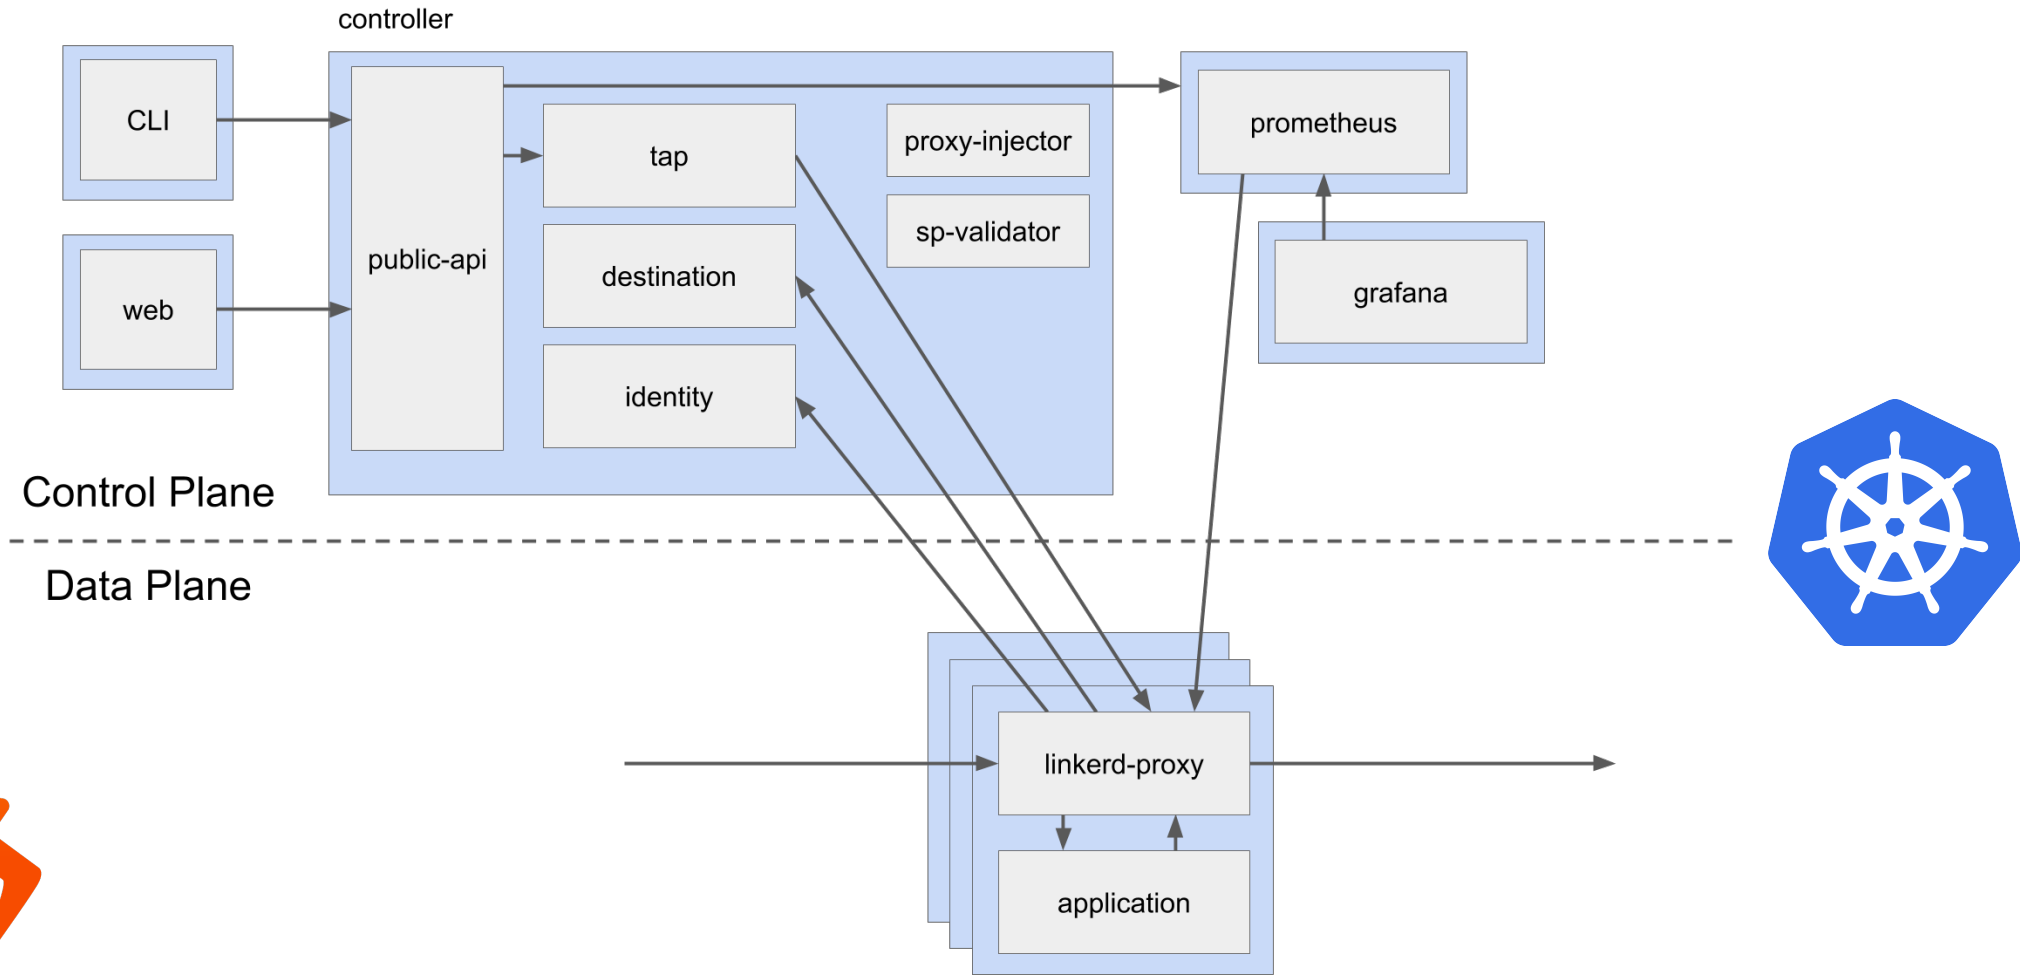 controller
CLI
web
public-api
tap
destination
identity
proxy-injector
sp-validator
prometheus
grafana
Control Plane
Data Plane
linkerd-proxy
application